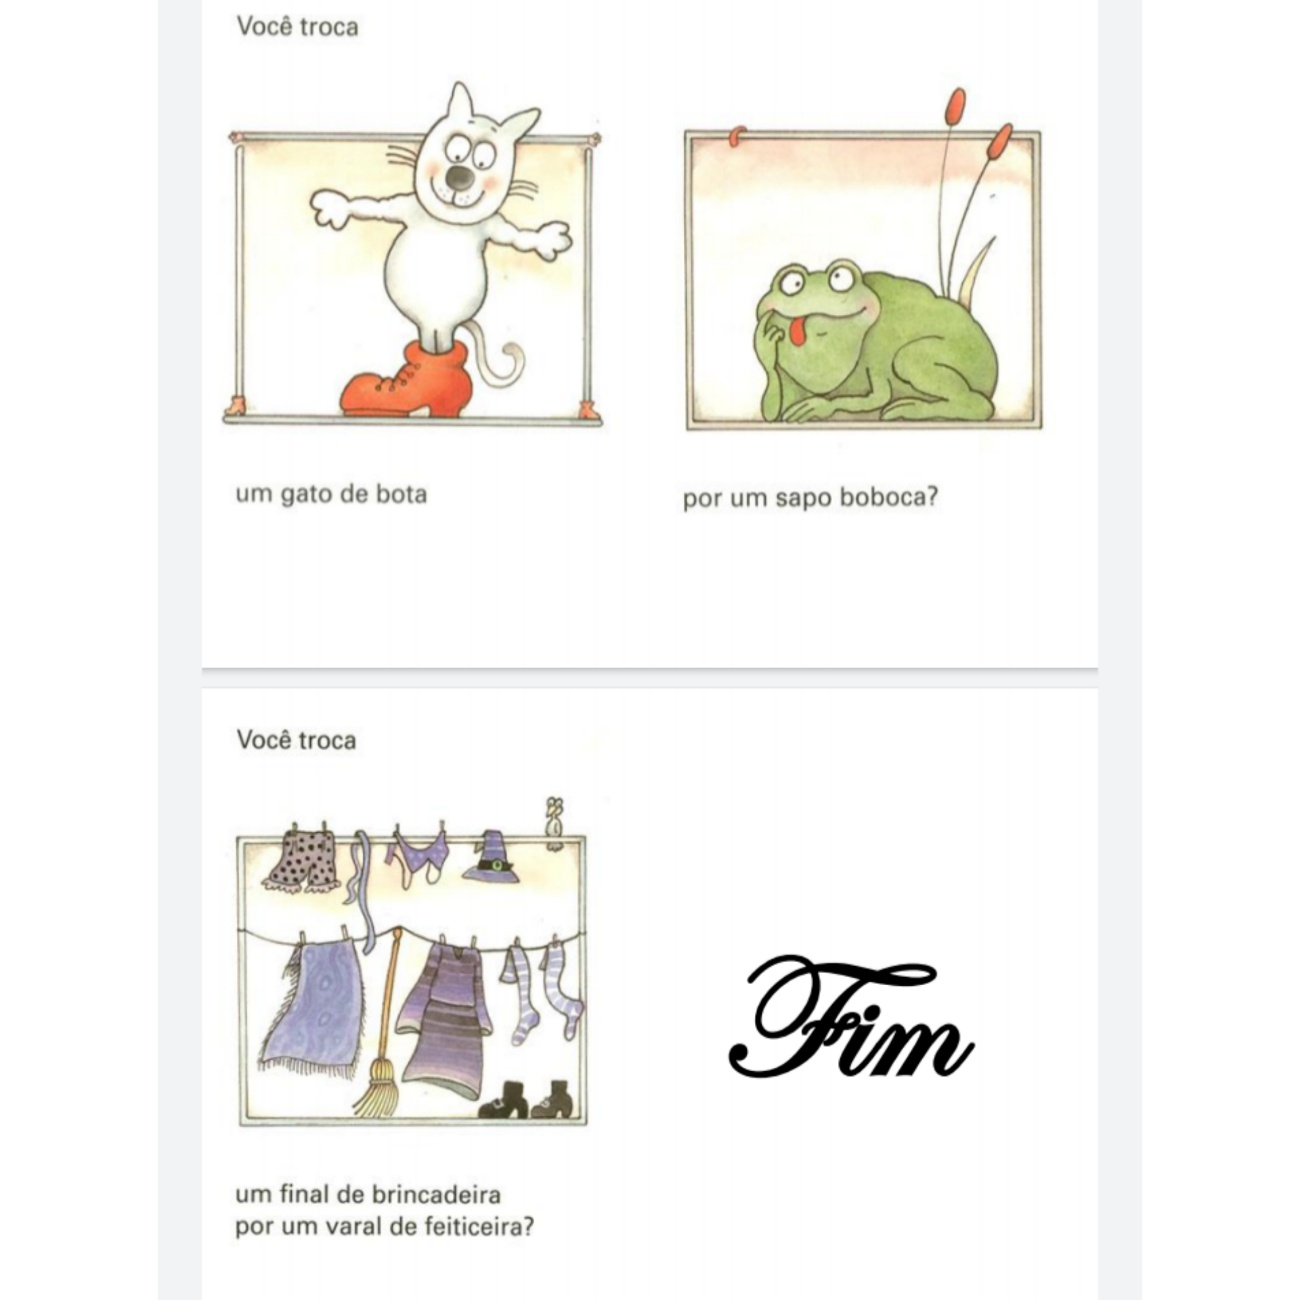 Você troca
um gato de bota
por um sapo boboca?
Você troca
um final de brincadeira
por um varal de feiticeira?
Fim